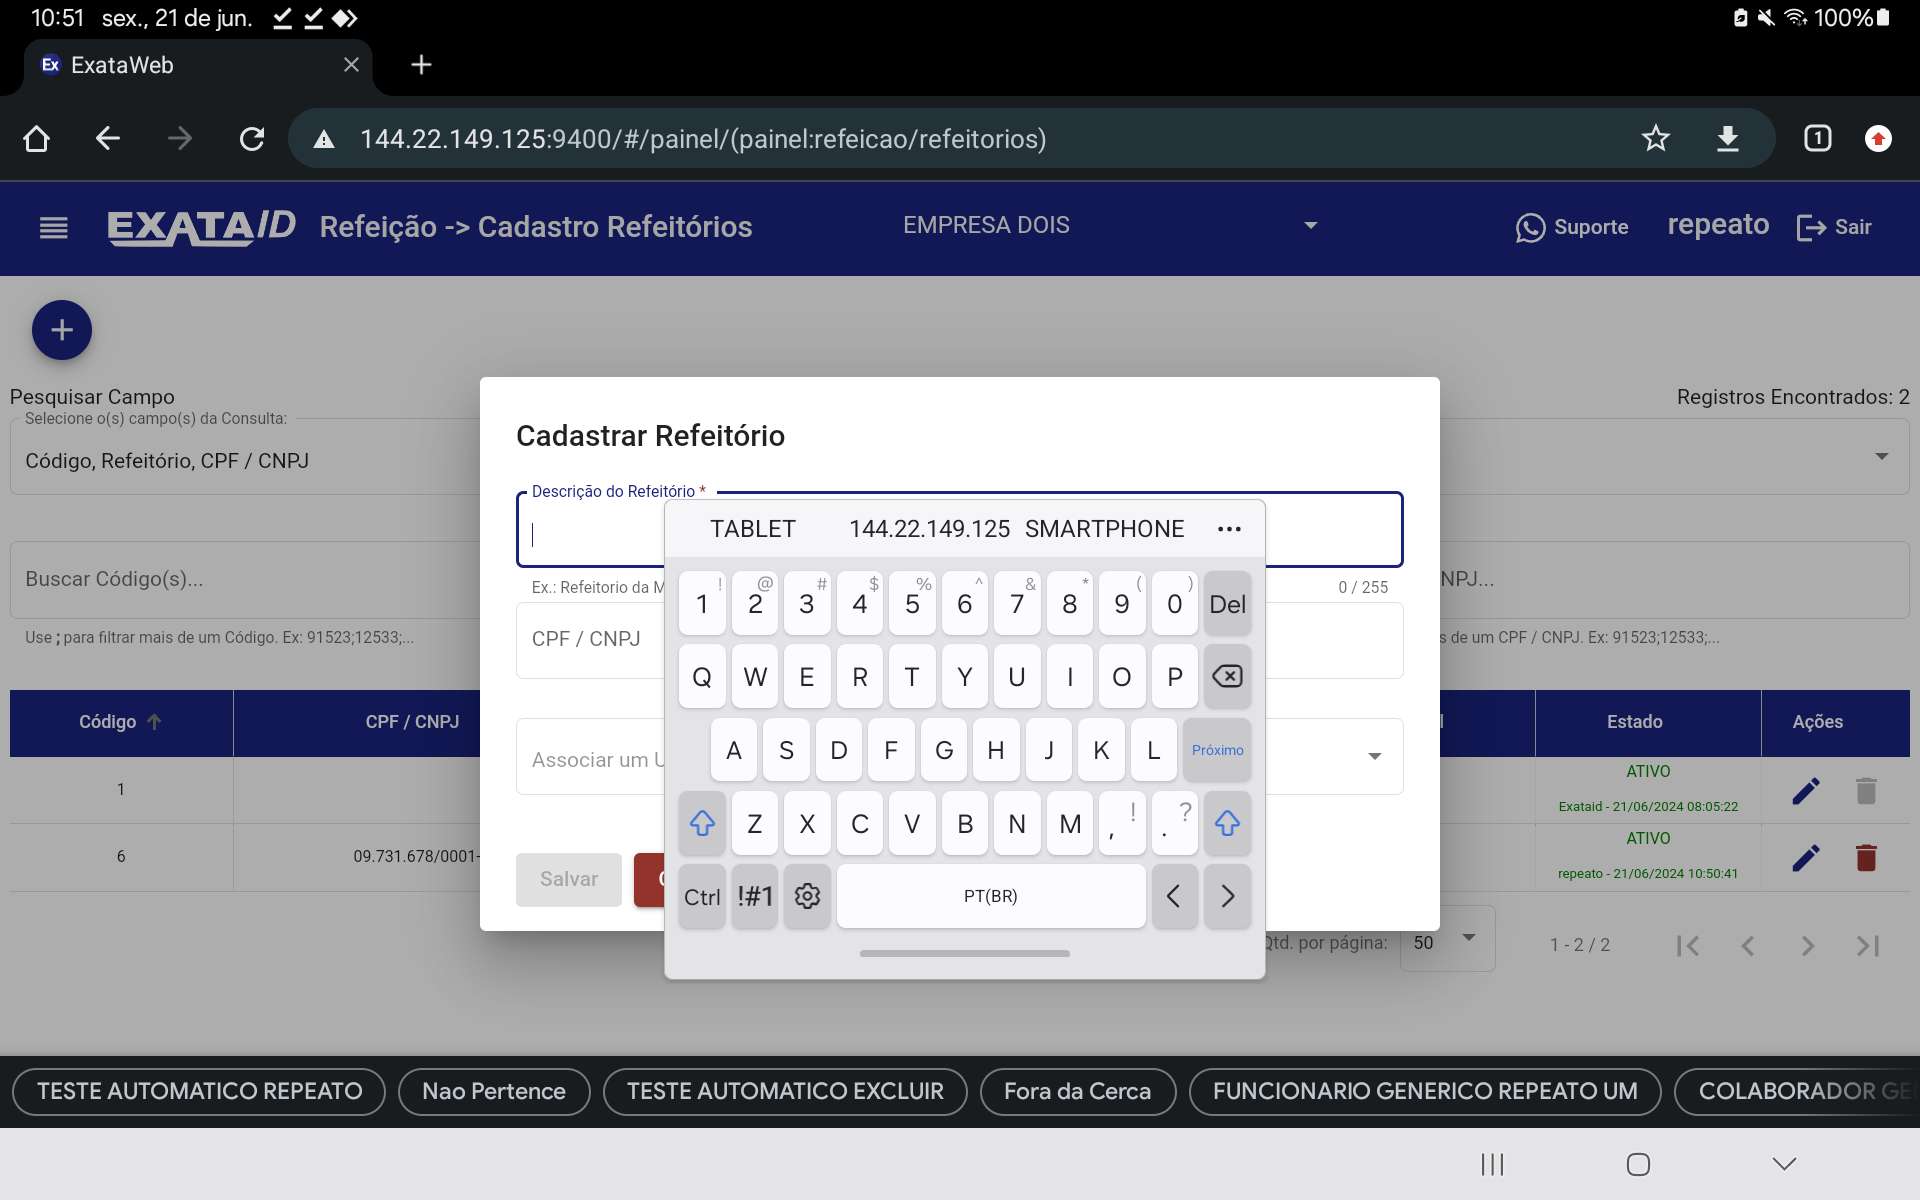 10:51 sex., 21 de jun. 100%
Ex ExataWeb
144.22.149.125:9400/#/painel/(painel:refeicao/refeitorios) 1
EXATAID Refeição -> Cadastro Refeitórios EMPRESA DOIS Suporte repeato Sair
+
Pesquisar Campo Registros Encontrados: 2
Selecione o(s) campo(s) da Consulta:
Código, Refeitório, CPF / CNPJ
Cadastrar Refeitório
Descrição do Refeitório *
TABLET 144.22.149.125 SMARTPHONE ...
Buscar Código(s)... NPJ...
Ex.: Refeitorio da M 0 / 255
Use ; para filtrar mais de um Código. Ex: 91523;12533;... s de um CPF / CNPJ. Ex: 91523;12533;...
CPF / CNPJ
! @ # $ % ^ & * ( )
1 2 3 4 5 6 7 8 9 0 Del
Q W E R T Y U I O P
A S D F G H J K L Próximo
! ?
Z X C V B N M , .
Ctrl !#1 PT(BR) < >
Associar um U
Salvar
Código CPF / CNPJ Estado Ações
1 ATIVO
Exataid - 21/06/2024 08:05:22
6 09.731.678/0001- ATIVO
repeato - 21/06/2024 10:50:41
Qtd. por página: 50 1 - 2 / 2
TESTE AUTOMATICO REPEATO Nao Pertence TESTE AUTOMATICO EXCLUIR Fora da Cerca FUNCIONARIO GENERICO REPEATO UM COLABORADOR GE